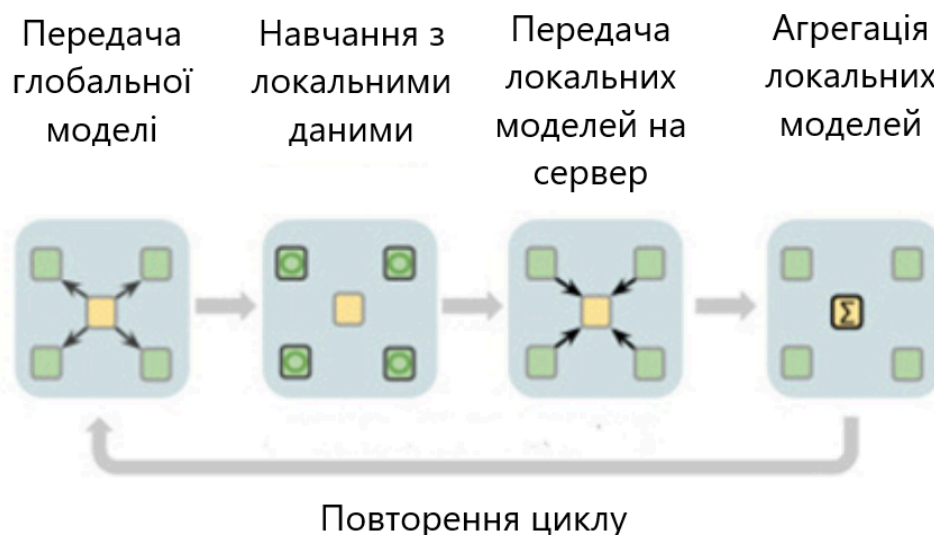 Передача
глобальної
моделі
Навчання з
локальними
даними
Передача
локальних
моделей на
сервер
Агрегація
локальних
моделей
Σ
Повторення циклу